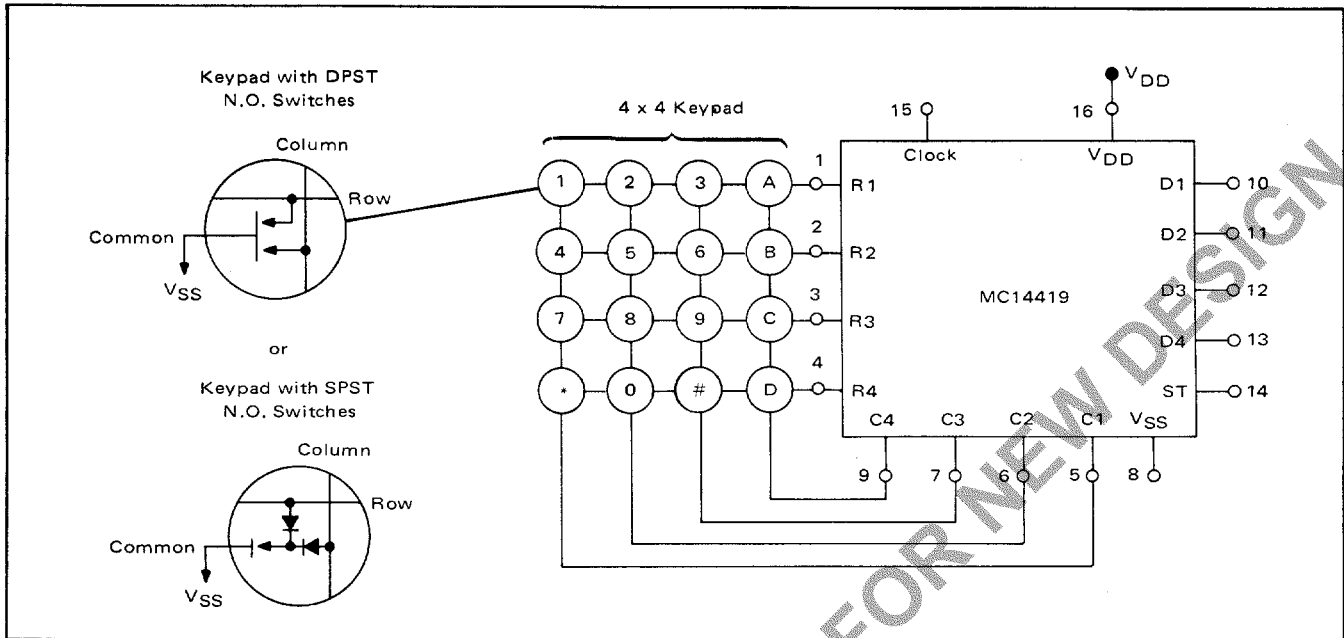 Keypad with DPST
N.O. Switches
Column
Row
Common
VSS
or
Keypad with SPST
N.O. Switches
Column
Row
Common
VSS
4 x 4 Keypad
1 2 3 A
4 5 6 B
7 8 9 C
* 0 # D
1
2
3
4
15
Clock
VDD
16
VDD
R1
R2
R3
R4
MC14419
D1 10
D2 11
D3 12
D4 13
ST 14
C4 C3 C2 C1 VSS
9 7 6 5 8
FOR NEW DESIGN